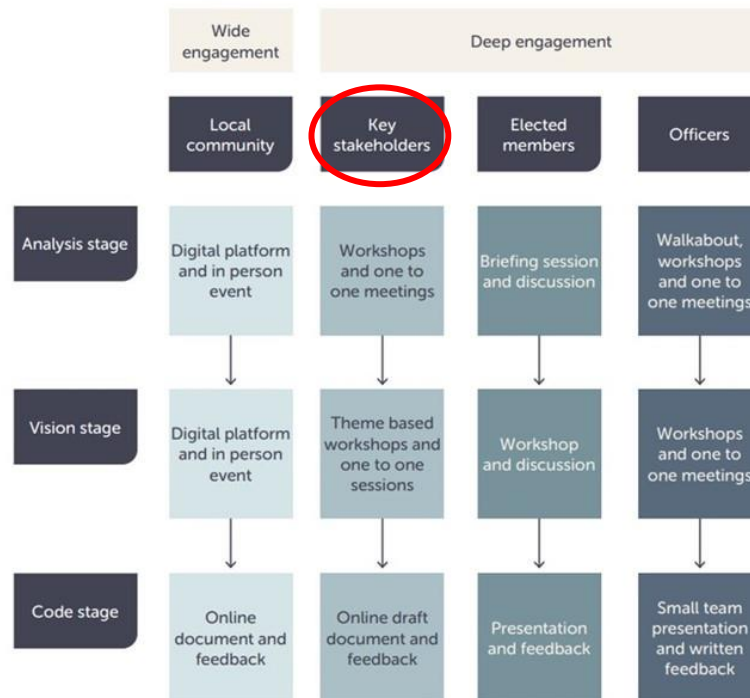 Wide
engagement
Deep engagement
Local
community
Key
stakeholders
Elected
members
Officers
Analysis stage
Digital platform
and in person
event
Workshops
and one to
one meetings
Briefing session
and discussion
Walkabout,
workshops
and one to
one meetings
Vision stage
Digital platform
and in person
event
Theme based
workshops and
one to one
sessions
Workshop
and discussion
Workshops
and one to
one meetings
Code stage
Online
document and
feedback
Online draft
document and
feedback
Presentation
and feedback
Small team
presentation
and written
feedback